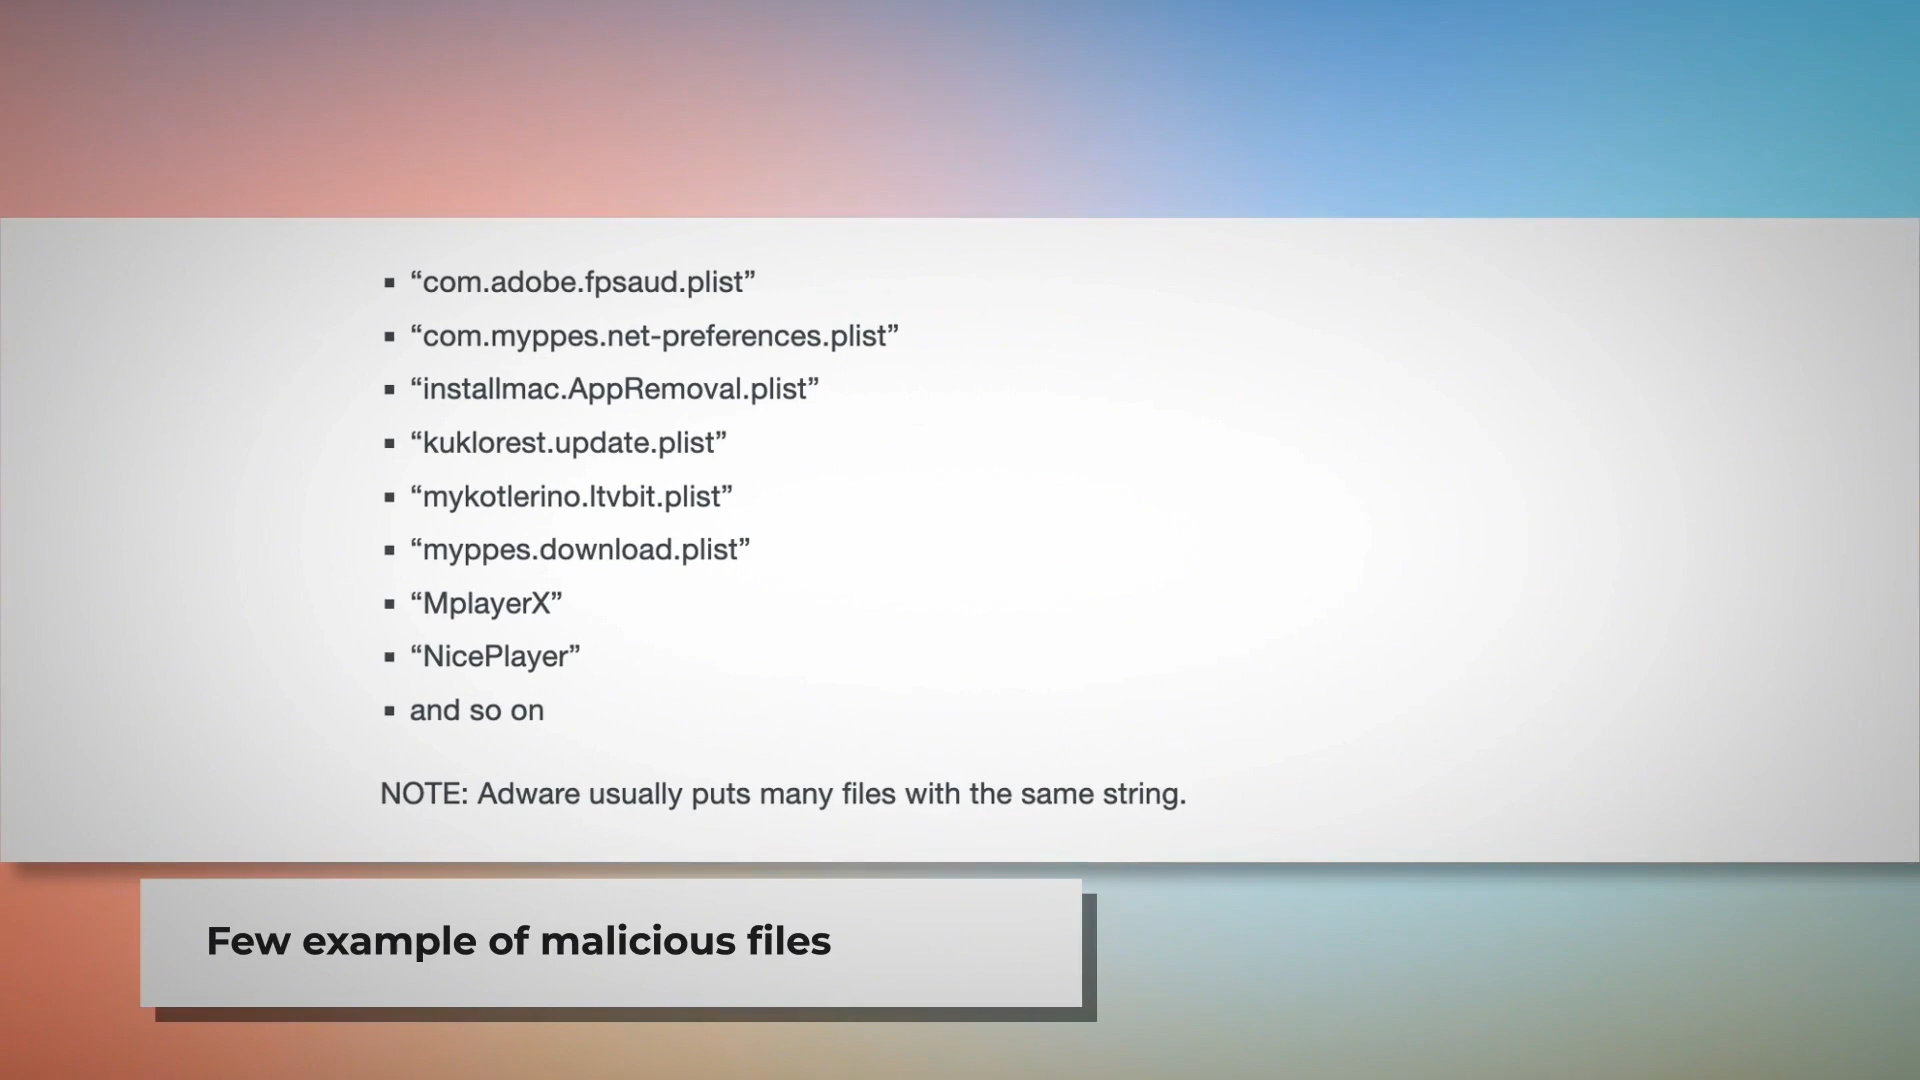 ▪ “com.adobe.fpsaud.plist”
▪ “com.myppes.net-preferences.plist”
▪ “installmac.AppRemoval.plist”
▪ “kuklorest.update.plist”
▪ “mykotlerino.ltvbit.plist”
▪ “myppes.download.plist”
▪ “MplayerX”
▪ “NicePlayer”
▪ and so on
NOTE: Adware usually puts many files with the same string.
Few example of malicious files